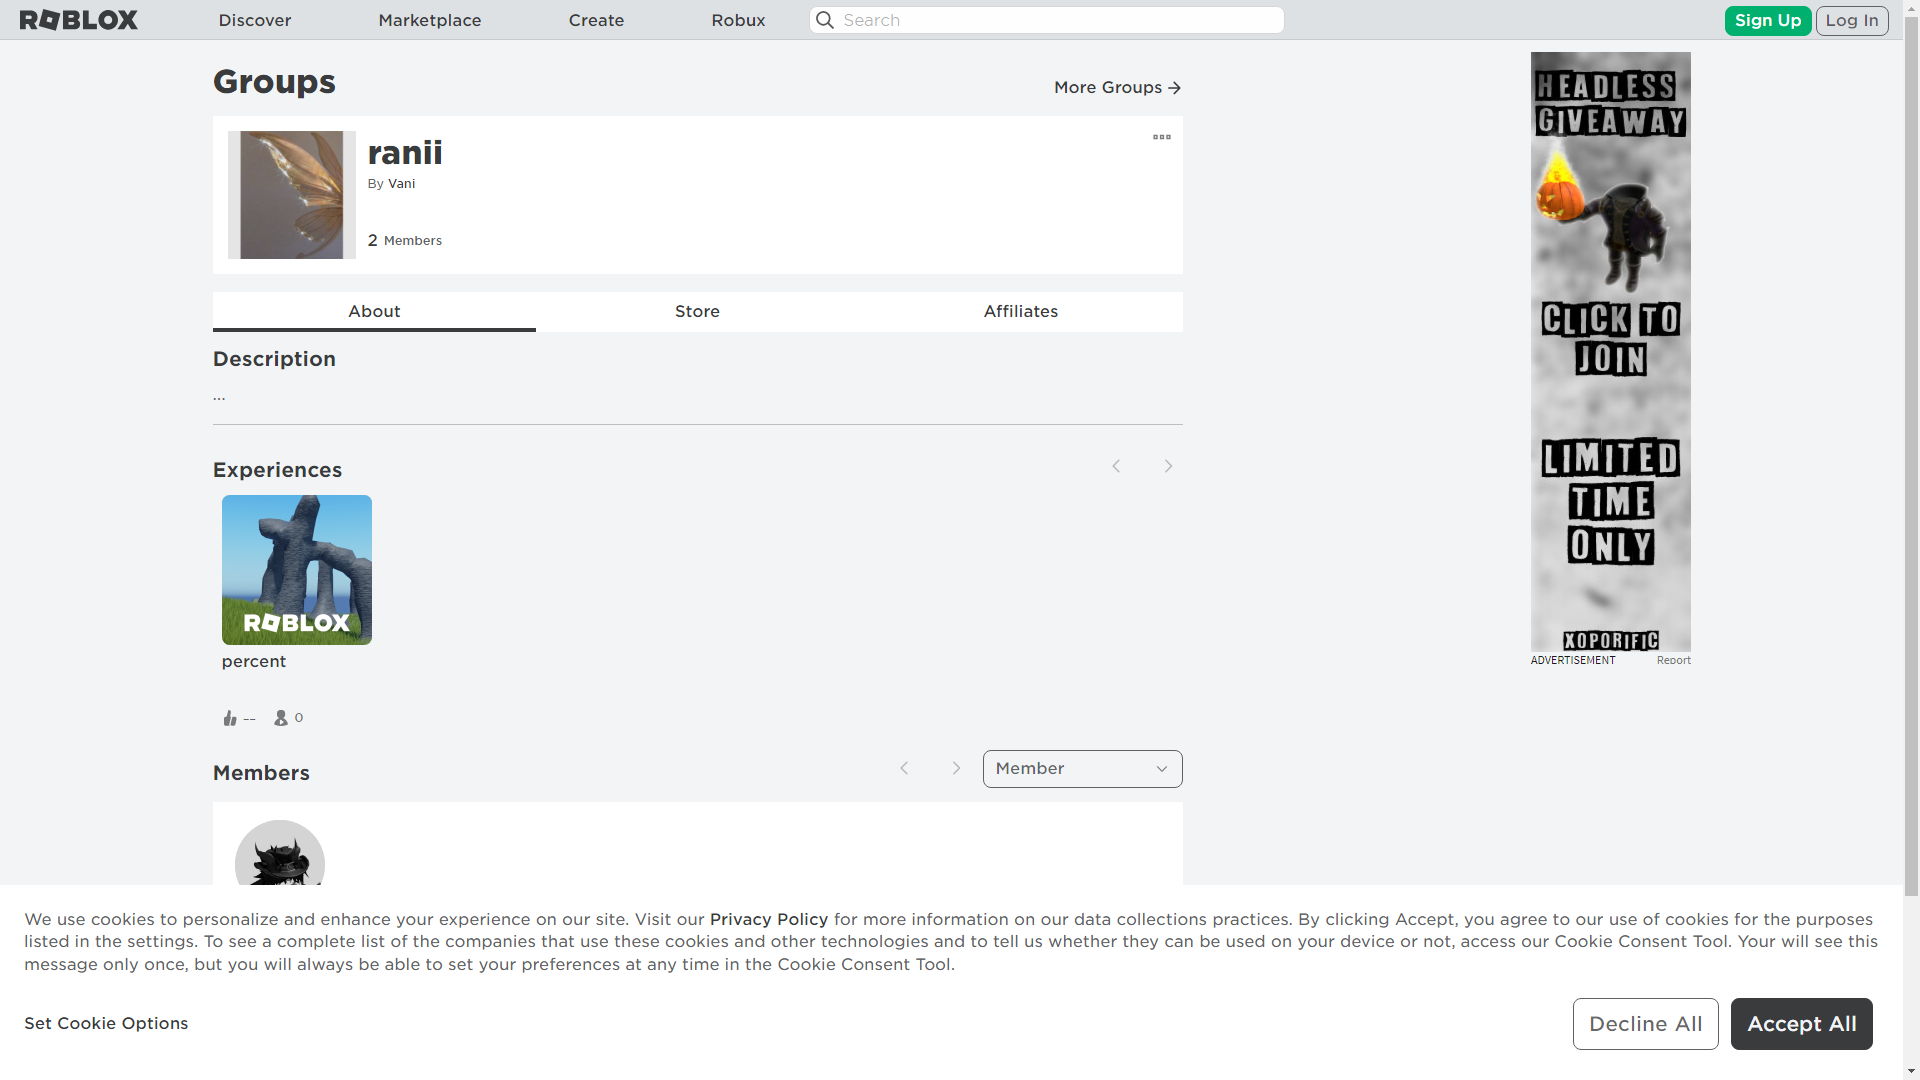 ROBLOX
Discover
Marketplace
Create
Robux
Search
Sign Up
Log In
Groups
More Groups
ranii
By Vani
2 Members
About
Store
Affiliates
Description
...
Experiences
ROBLOX
percent
--
0
Members
Member
HEADLESS
GIVEAWAY
CLICK TO
JOIN
LIMITED
TIME
ONLY
XOPORIFIC
ADVERTISEMENT
Report
We use cookies to personalize and enhance your experience on our site. Visit our Privacy Policy for more information on our data collections practices. By clicking Accept, you agree to our use of cookies for the purposes
listed in the settings. To see a complete list of the companies that use these cookies and other technologies and to tell us whether they can be used on your device or not, access our Cookie Consent Tool. Your will see this
message only once, but you will always be able to set your preferences at any time in the Cookie Consent Tool.
Set Cookie Options
Decline All
Accept All